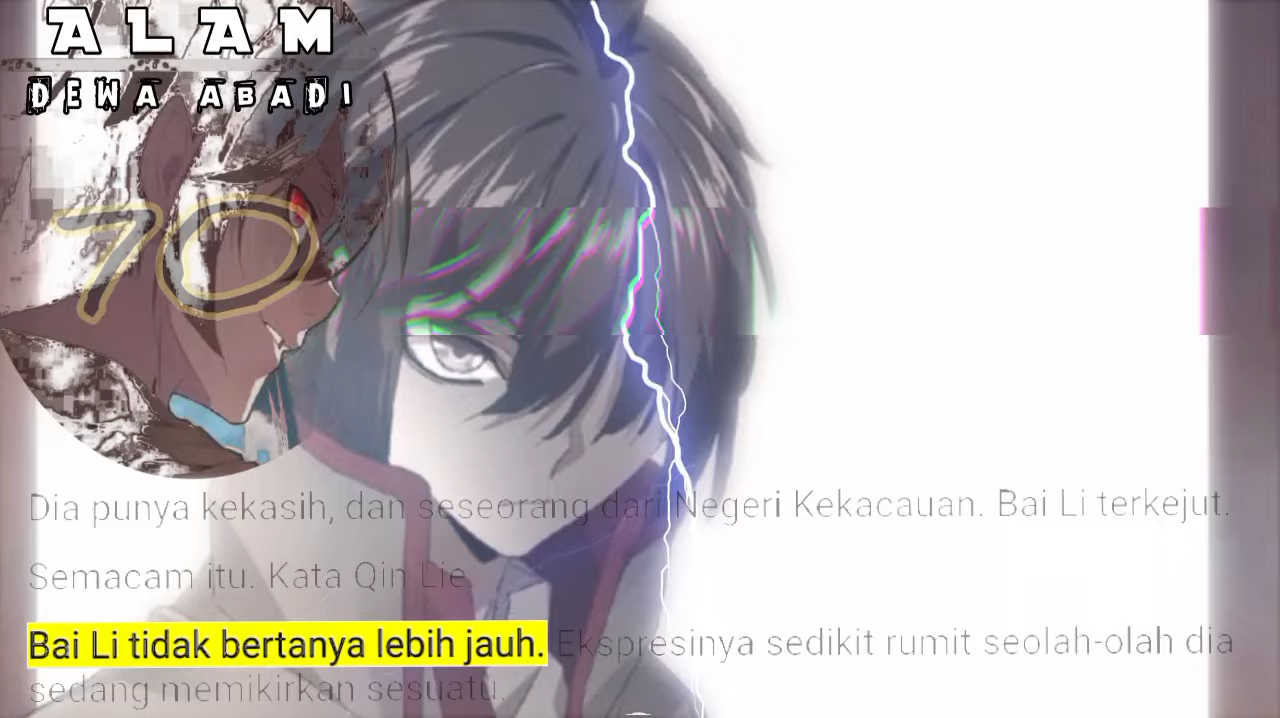 ALAM
DEWA ABADI
70
Dia punya kekasih, dan seseorang dari Negeri Kekacauan. Bai Li terkejut.
Semacam itu. Kata Qin Lie.
Bai Li tidak bertanya lebih jauh. Ekspresinya sedikit rumit seolah-olah dia
sedang memikirkan sesuatu.